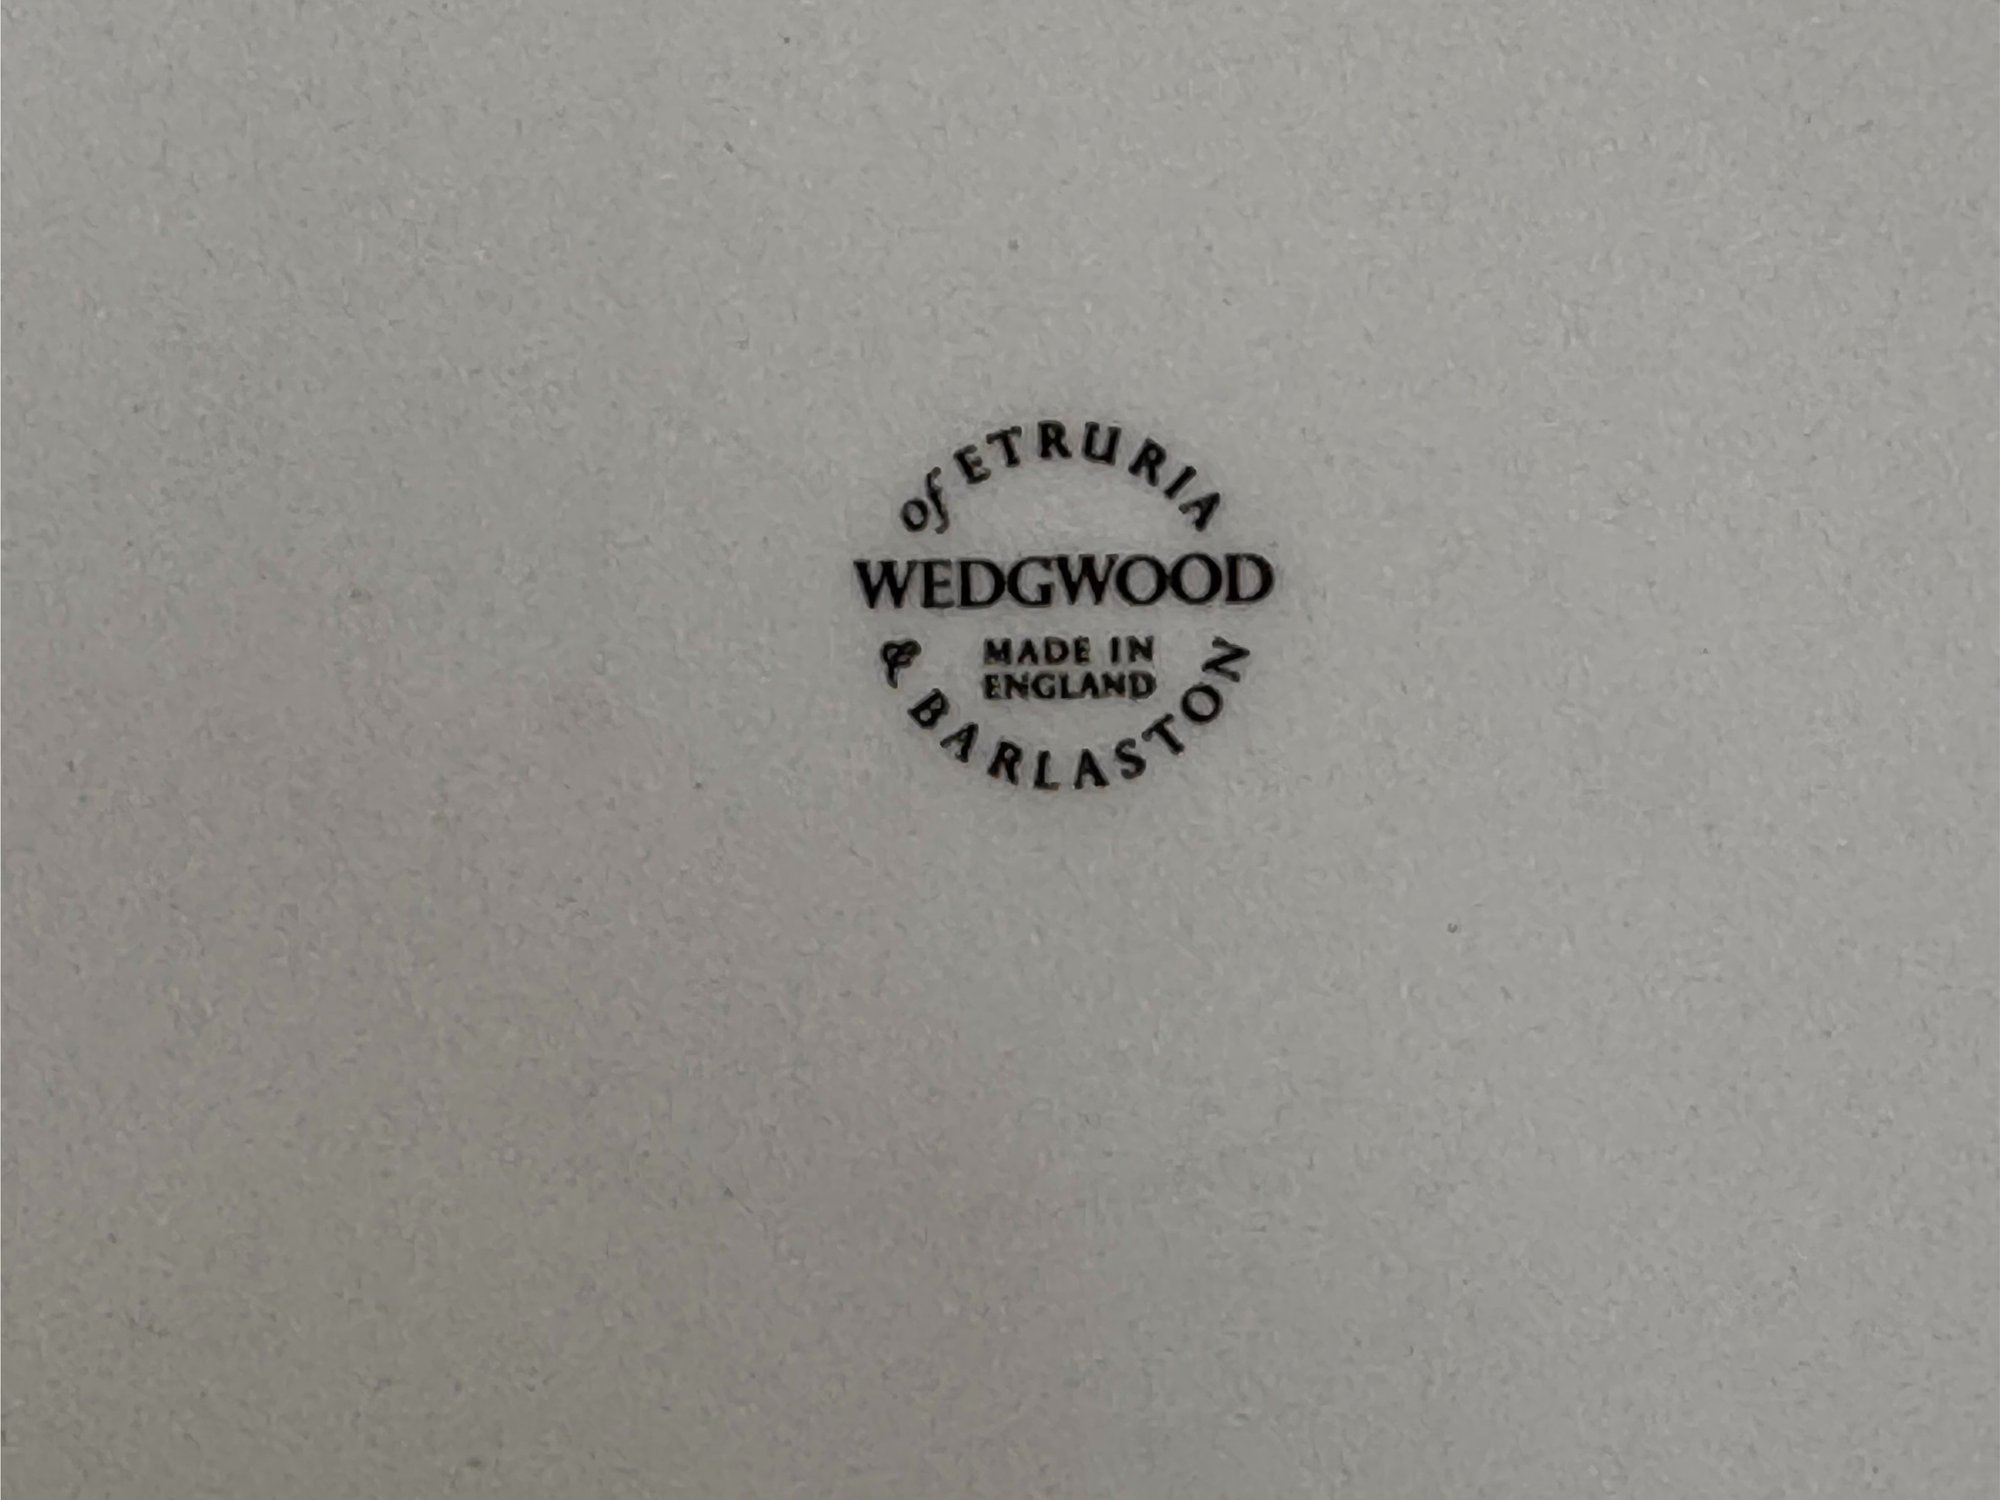 of ETRURIA
WEDGWOOD
MADE IN
ENGLAND
& BARLASTON